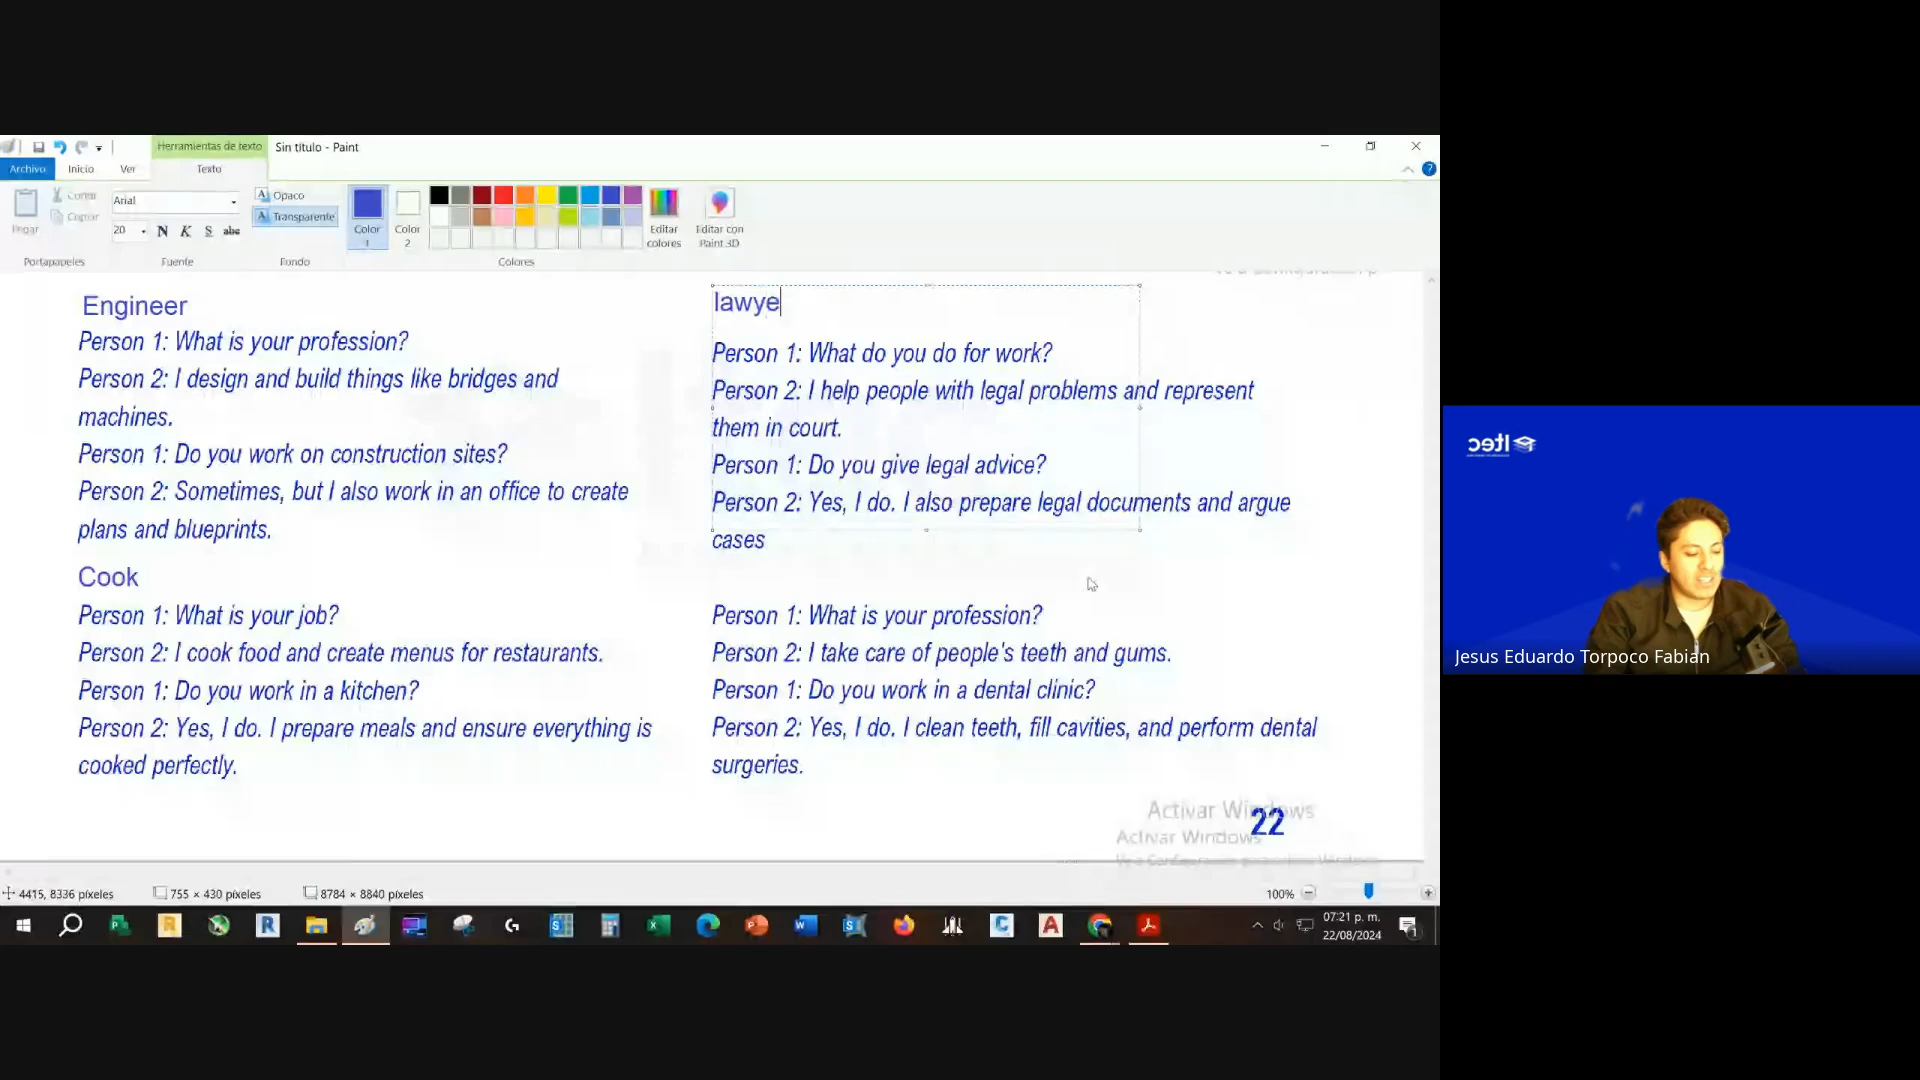 Herramientas de texto
Sin título - Paint
Archivo
Inicio
Ver
Texto
Pegar
Cortar
Copiar
Portapapeles
Arial
20
N K S abc
Fuente
Opaco
Transparente
Fondo
Color
1
Color
2
Colores
Editar
colores
Editar con
Paint 3D
Engineer
Person 1: What is your profession?
Person 2: I design and build things like bridges and
machines.
Person 1: Do you work on construction sites?
Person 2: Sometimes, but I also work in an office to create
plans and blueprints.
Cook
Person 1: What is your job?
Person 2: I cook food and create menus for restaurants.
Person 1: Do you work in a kitchen?
Person 2: Yes, I do. I prepare meals and ensure everything is
cooked perfectly.
lawye
Person 1: What do you do for work?
Person 2: I help people with legal problems and represent
them in court.
Person 1: Do you give legal advice?
Person 2: Yes, I do. I also prepare legal documents and argue
cases
Person 1: What is your profession?
Person 2: I take care of people's teeth and gums.
Person 1: Do you work in a dental clinic?
Person 2: Yes, I do. I clean teeth, fill cavities, and perform dental
surgeries.
Activar Windows
22
Activar Windows
4415, 8336 píxeles
755 × 430 píxeles
8784 × 8840 píxeles
100%
07:21 p. m.
22/08/2024
Itec
Jesus Eduardo Torpoco Fabian